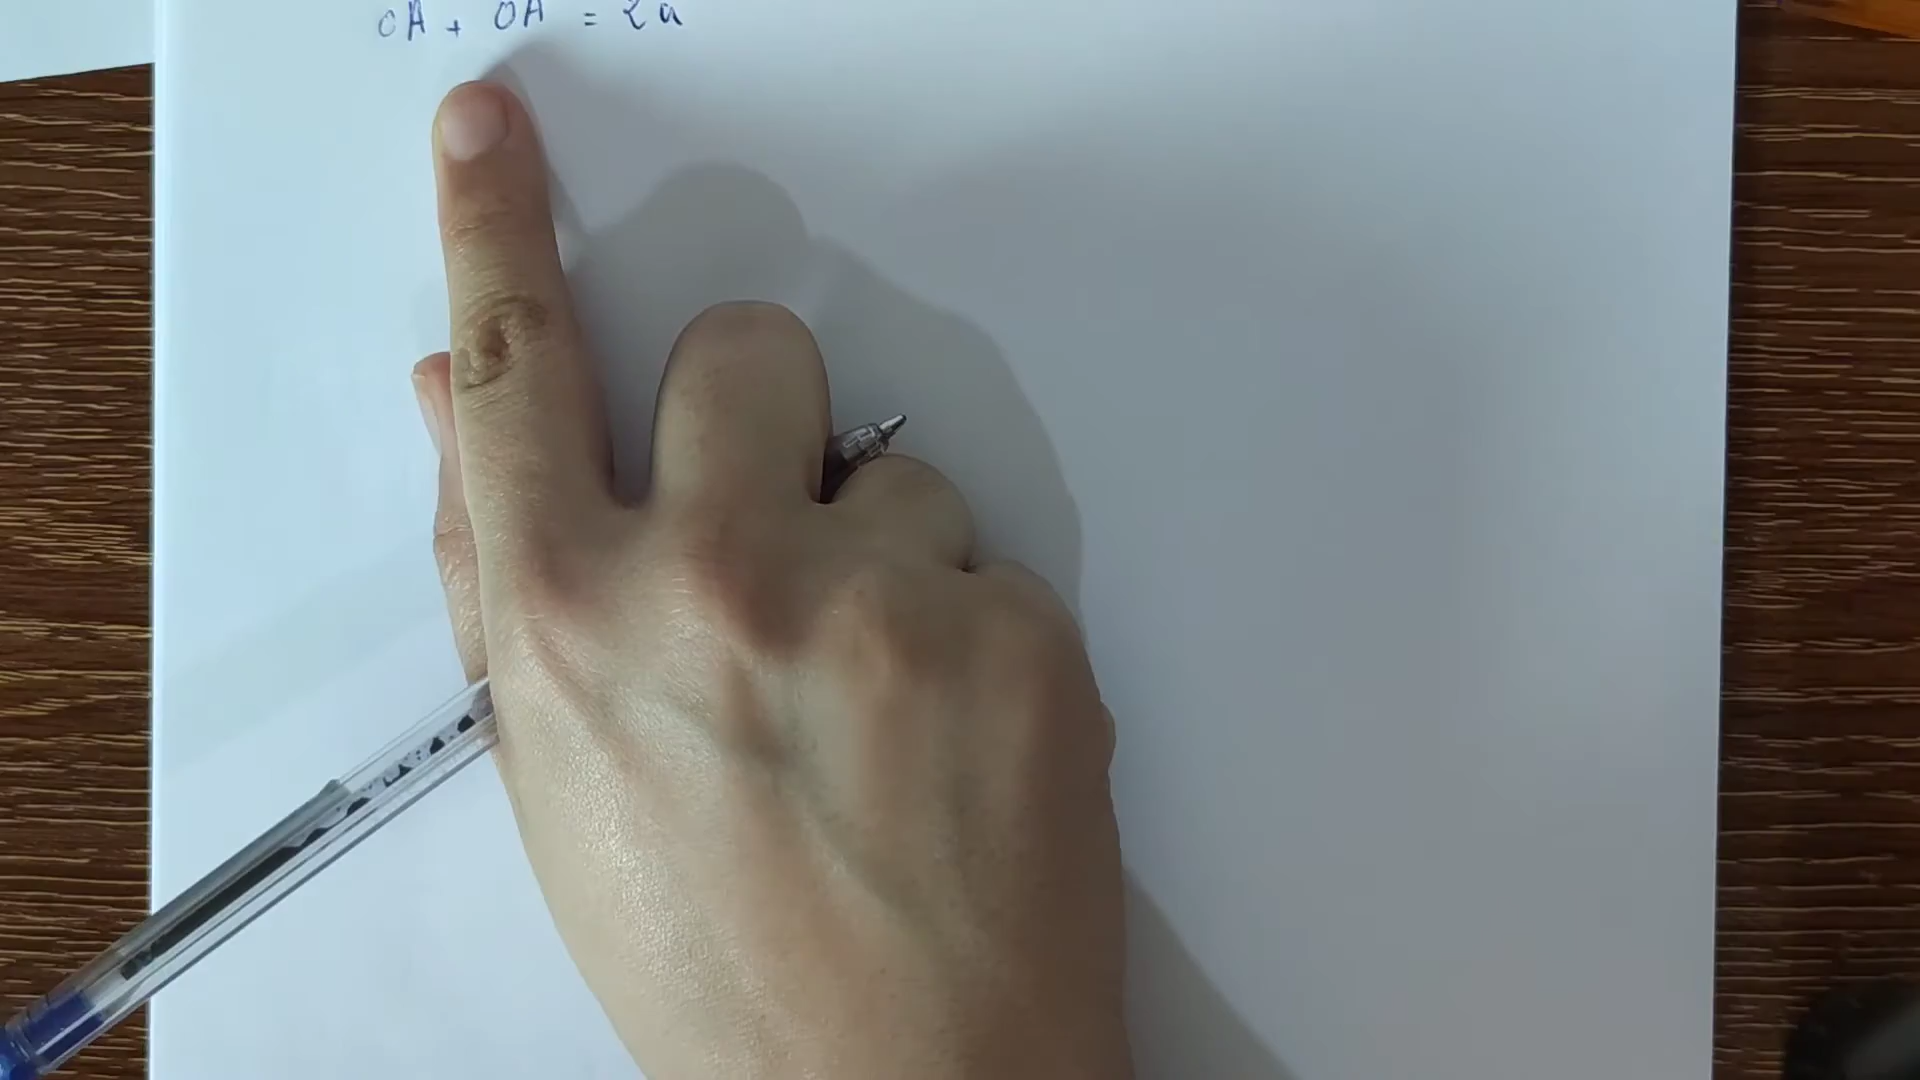 OA + OA = 2a